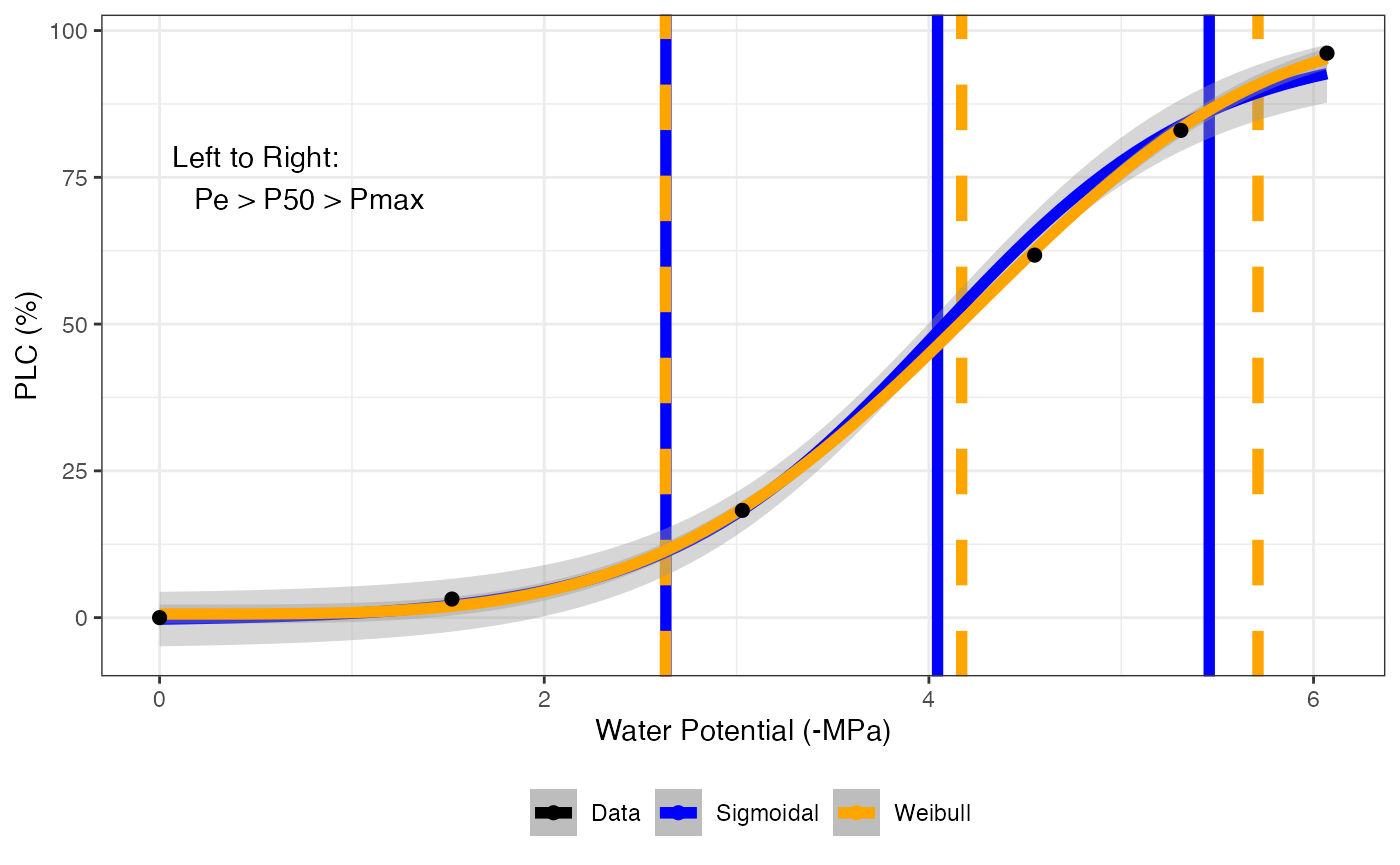 100
75
50
25
0
PLC (%)
Left to Right:
Pe > P50 > Pmax
0 2 4 6
Water Potential (-MPa)
Data Sigmoidal Weibull